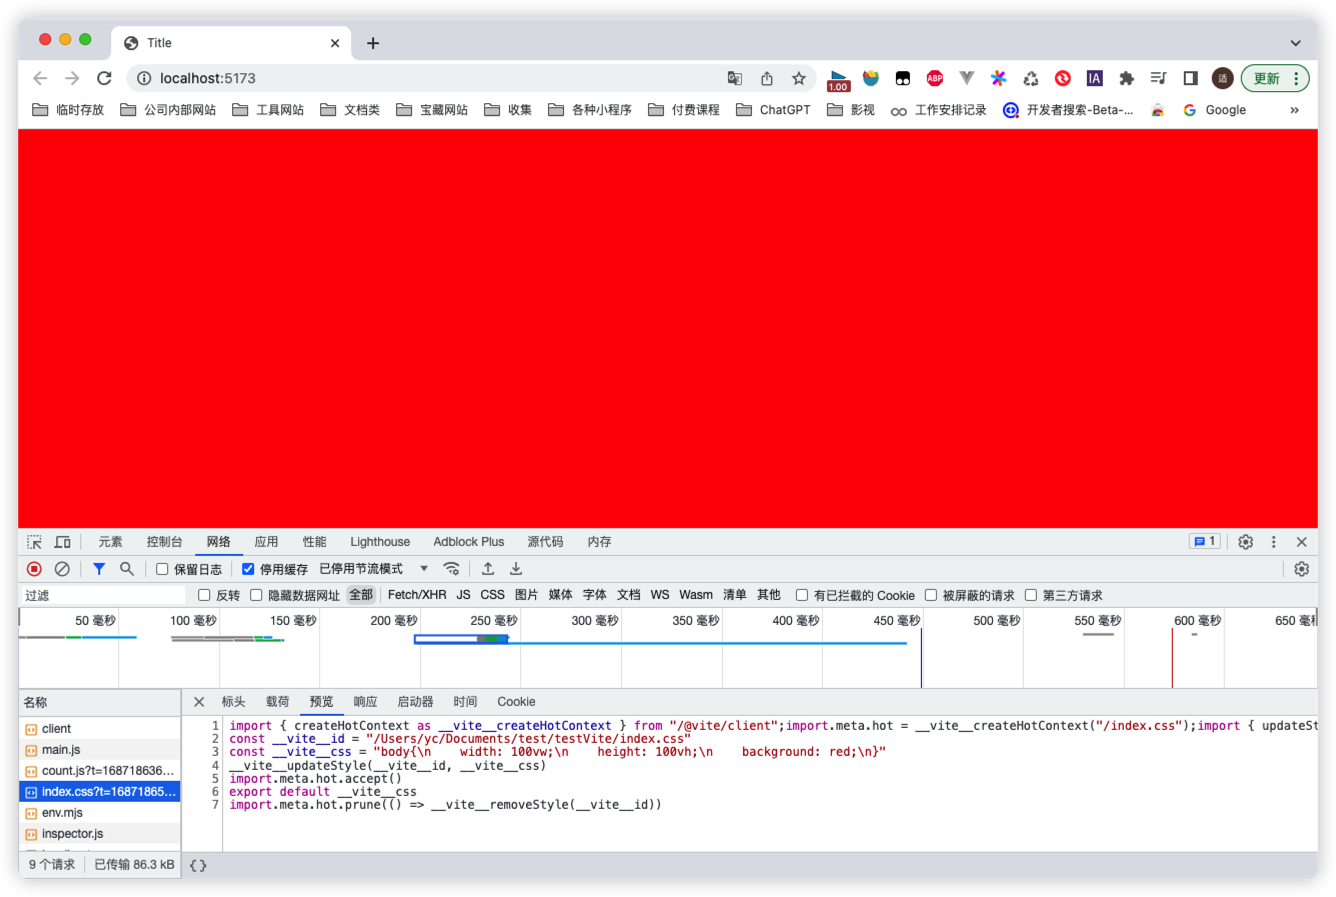 Title
localhost:5173
1.00
ABP
IA
适
更新
临时存放 公司内部网站 工具网站 文档类 宝藏网站 收集 各种小程序 付费课程 ChatGPT 影视 工作安排记录 开发者搜索-Beta-... Google »
元素 控制台 网络 应用 性能 Lighthouse Adblock Plus 源代码 内存 1
保留日志 停用缓存 已停用节流模式
过滤 反转 隐藏数据网址 全部 Fetch/XHR JS CSS 图片 媒体 字体 文档 WS Wasm 清单 其他 有已拦截的 Cookie 被屏蔽的请求 第三方请求
50 毫秒 100 毫秒 150 毫秒 200 毫秒 250 毫秒 300 毫秒 350 毫秒 400 毫秒 450 毫秒 500 毫秒 550 毫秒 600 毫秒 650 毫
名称
client
main.js
count.js?t=168718636...
index.css?t=16871865...
env.mjs
inspector.js
9 个请求 已传输 86.3 kB
标头 载荷 预览 响应 启动器 时间 Cookie
1 import { createHotContext as __vite__createHotContext } from "/@vite/client";import.meta.hot = __vite__createHotContext("/index.css");import { updateSt
2 const __vite__id = "/Users/yc/Documents/test/testVite/index.css"
3 const __vite__css = "body{\n    width: 100vw;\n    height: 100vh;\n    background: red;\n}"
4 __vite__updateStyle(__vite__id, __vite__css)
5 import.meta.hot.accept()
6 export default __vite__css
7 import.meta.hot.prune(() => __vite__removeStyle(__vite__id))
{}